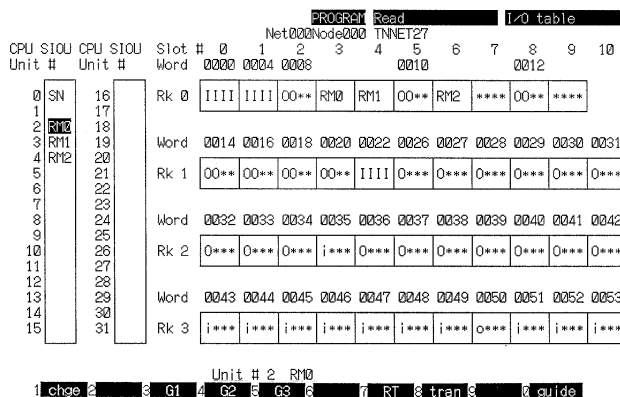 PROGRAM Read I/O table
Net000Node000 TNNET27
CPU SIOU CPU SIOU Slot # 0 1 2 3 4 5 6 7 8 9 10
Unit # Unit # Word 0000 0004 0008 0010 0012
0 SN 16 Rk 0 IIII IIII OO** RM0 RM1 OO** RM2 **** OO** ****
1 17
2 RM0 18
3 RM1 19 Word 0014 0016 0018 0020 0022 0026 0027 0028 0029 0030 0031
4 RM2 20
5 21 Rk 1 OO** OO** OO** OO** IIII O*** O*** O*** O*** O*** O***
6 22
7 23
8 24 Word 0032 0033 0034 0035 0036 0037 0038 0039 0040 0041 0042
9 25
10 26 Rk 2 O*** O*** O*** i*** O*** O*** O*** O*** O*** O*** O***
11 27
12 28
13 29 Word 0043 0044 0045 0046 0047 0048 0049 0050 0051 0052 0053
14 30
15 31 Rk 3 i*** i*** i*** i*** i*** i*** i*** o*** i*** i*** i***
Unit # 2 RM0
1 chge 2 3 G1 4 G2 5 G3 6 7 RT 8 tran 9 0 guide